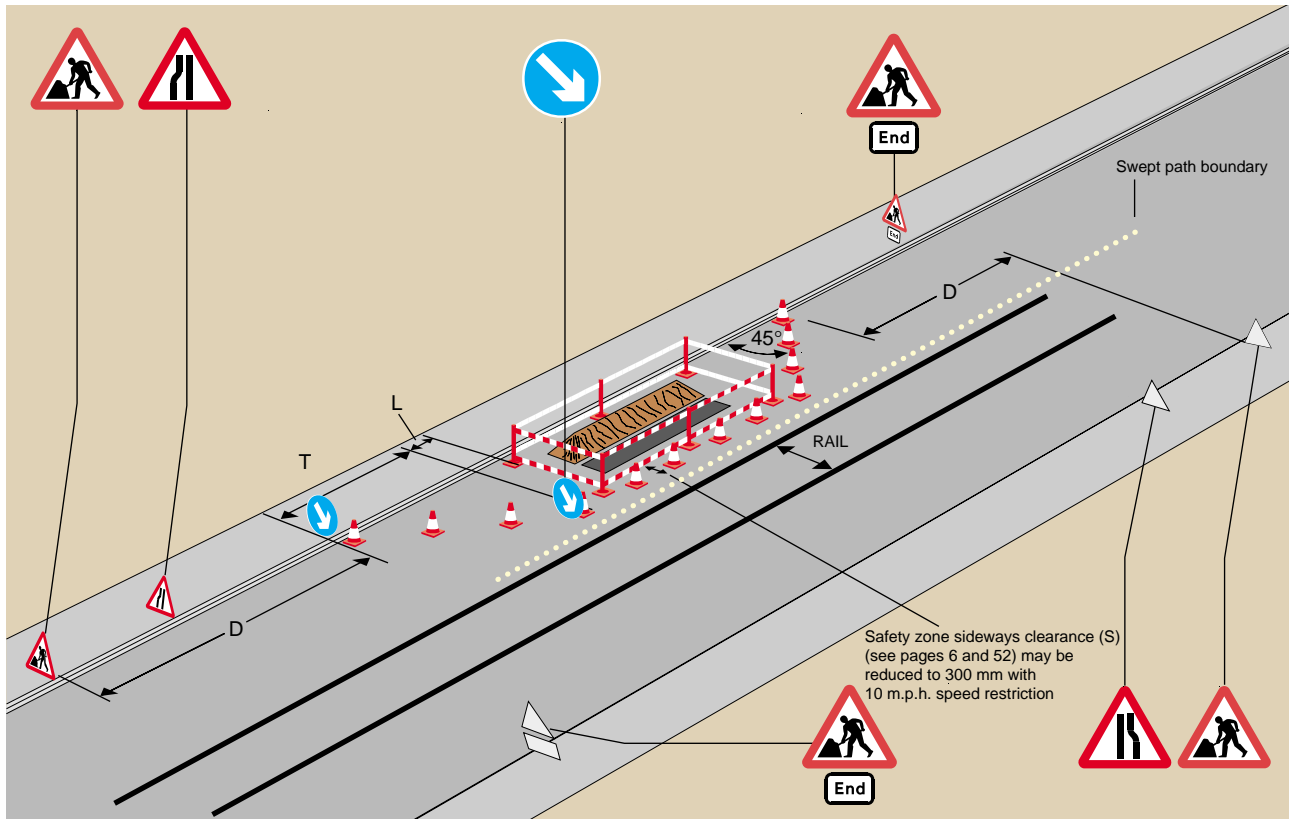 End
Swept path boundary
End
D
45°
L
RAIL
T
D
Safety zone sideways clearance (S)
(see pages 6 and 52) may be
reduced to 300 mm with
10 m.p.h. speed restriction
End